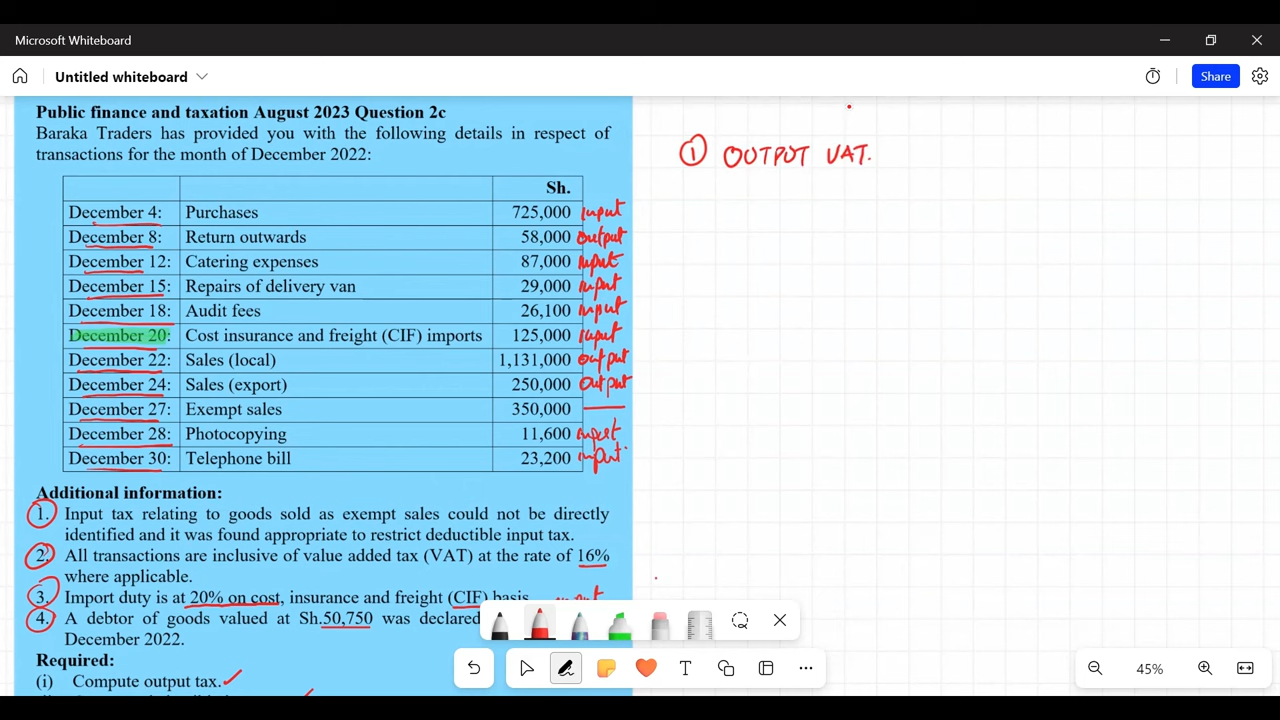 Microsoft Whiteboard
Untitled whiteboard
Share
Public finance and taxation August 2023 Question 2c
Baraka Traders has provided you with the following details in respect of
transactions for the month of December 2022:
Sh.
December 4: Purchases 725,000 input
December 8: Return outwards 58,000 output
December 12: Catering expenses 87,000 input
December 15: Repairs of delivery van 29,000 input
December 18: Audit fees 26,100 input
December 20: Cost insurance and freight (CIF) imports 125,000 input
December 22: Sales (local) 1,131,000 output
December 24: Sales (export) 250,000 output
December 27: Exempt sales 350,000
December 28: Photocopying 11,600 input
December 30: Telephone bill 23,200 input
① OUTPUT VAT.
Additional information:
1. Input tax relating to goods sold as exempt sales could not be directly
identified and it was found appropriate to restrict deductible input tax.
2. All transactions are inclusive of value added tax (VAT) at the rate of 16%
where applicable.
3. Import duty is at 20% on cost, insurance and freight (CIF) basis.
4. A debtor of goods valued at Sh.50,750 was declared
December 2022.
Required:
(i) Compute output tax.
45%